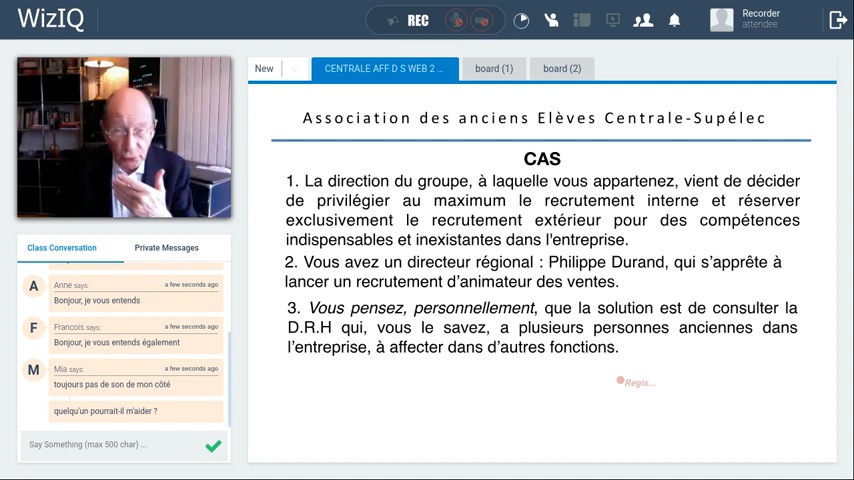 WizIQ
REC
Recorder
attendee
New
CENTRALE AFF D S WEB 2 ...
board (1)
board (2)
Association des anciens Elèves Centrale-Supélec
CAS
1. La direction du groupe, à laquelle vous appartenez, vient de décider
de privilégier au maximum le recrutement interne et réserver
exclusivement le recrutement extérieur pour des compétences
indispensables et inexistantes dans l'entreprise.
2. Vous avez un directeur régional : Philippe Durand, qui s'apprête à
lancer un recrutement d'animateur des ventes.
3. Vous pensez, personnellement, que la solution est de consulter la
D.R.H qui, vous le savez, a plusieurs personnes anciennes dans
l'entreprise, à affecter dans d'autres fonctions.
Regis...
Class Conversation
Private Messages
A
Anne says:
a few seconds ago
Bonjour, je vous entends
F
Francois says:
a few seconds ago
Bonjour, je vous entends également
M
Mia says:
a few seconds ago
toujours pas de son de mon côté
quelqu'un pourrait-il m'aider ?
Say Something (max 500 char) ...